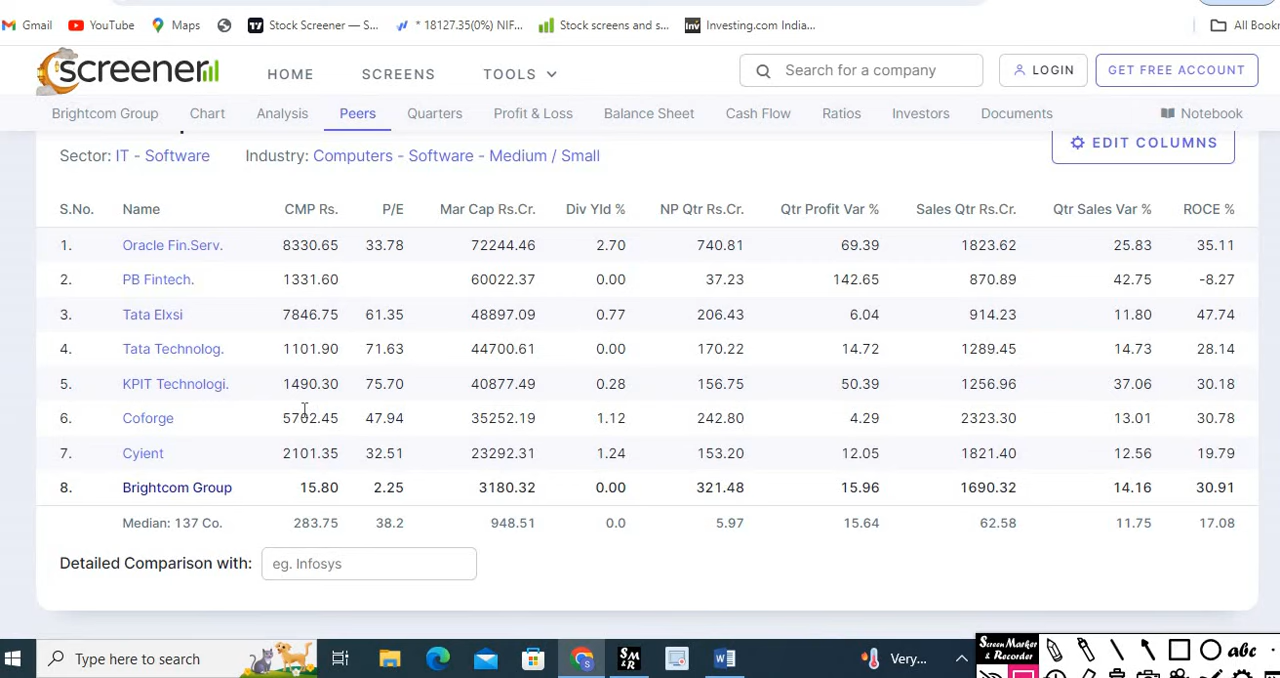 Gmail YouTube Maps Stock Screener — S... * 18127.35(0%) NIF... Stock screens and s... Inv Investing.com India... All Bookr
screener HOME SCREENS TOOLS Search for a company LOGIN GET FREE ACCOUNT
Brightcom Group Chart Analysis Peers Quarters Profit & Loss Balance Sheet Cash Flow Ratios Investors Documents Notebook
Sector: IT - Software Industry: Computers - Software - Medium / Small EDIT COLUMNS
S.No. Name CMP Rs. P/E Mar Cap Rs.Cr. Div Yld % NP Qtr Rs.Cr. Qtr Profit Var % Sales Qtr Rs.Cr. Qtr Sales Var % ROCE %
1. Oracle Fin.Serv. 8330.65 33.78 72244.46 2.70 740.81 69.39 1823.62 25.83 35.11
2. PB Fintech. 1331.60 60022.37 0.00 37.23 142.65 870.89 42.75 -8.27
3. Tata Elxsi 7846.75 61.35 48897.09 0.77 206.43 6.04 914.23 11.80 47.74
4. Tata Technolog. 1101.90 71.63 44700.61 0.00 170.22 14.72 1289.45 14.73 28.14
5. KPIT Technologi. 1490.30 75.70 40877.49 0.28 156.75 50.39 1256.96 37.06 30.18
6. Coforge 5702.45 47.94 35252.19 1.12 242.80 4.29 2323.30 13.01 30.78
7. Cyient 2101.35 32.51 23292.31 1.24 153.20 12.05 1821.40 12.56 19.79
8. Brightcom Group 15.80 2.25 3180.32 0.00 321.48 15.96 1690.32 14.16 30.91
Median: 137 Co. 283.75 38.2 948.51 0.0 5.97 15.64 62.58 11.75 17.08
Detailed Comparison with: eg. Infosys
Type here to search Very... Screen Marker & Recorder abc